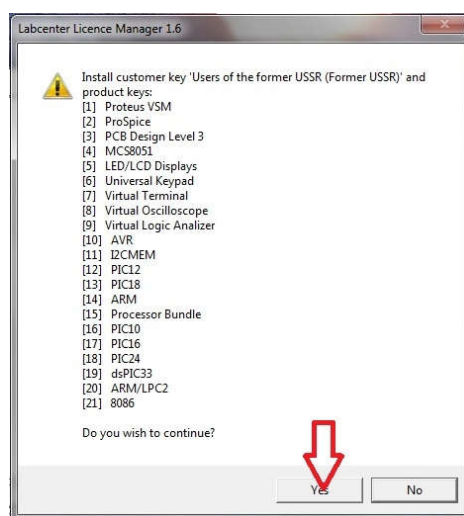 Labcenter Licence Manager 1.6
Install customer key 'Users of the former USSR (Former USSR)' and
product keys:
[1] Proteus VSM
[2] ProSpice
[3] PCB Design Level 3
[4] MCS8051
[5] LED/LCD Displays
[6] Universal Keypad
[7] Virtual Terminal
[8] Virtual Oscilloscope
[9] Virtual Logic Analizer
[10] AVR
[11] I2CMEM
[12] PIC12
[13] PIC18
[14] ARM
[15] Processor Bundle
[16] PIC10
[17] PIC16
[18] PIC24
[19] dsPIC33
[20] ARM/LPC2
[21] 8086
Do you wish to continue?
Yes No